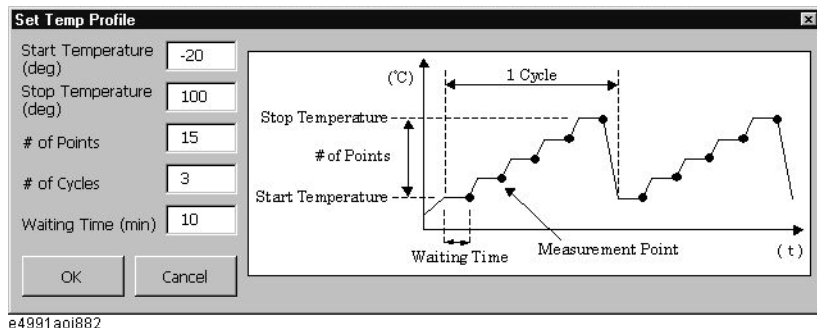 Set Temp Profile
Start Temperature
(deg)
-20
Stop Temperature
(deg)
100
# of Points
15
# of Cycles
3
Waiting Time (min)
10
OK
Cancel
(℃)
1 Cycle
Stop Temperature
# of Points
Start Temperature
Waiting Time
Measurement Point
(t)
e4991aoj882